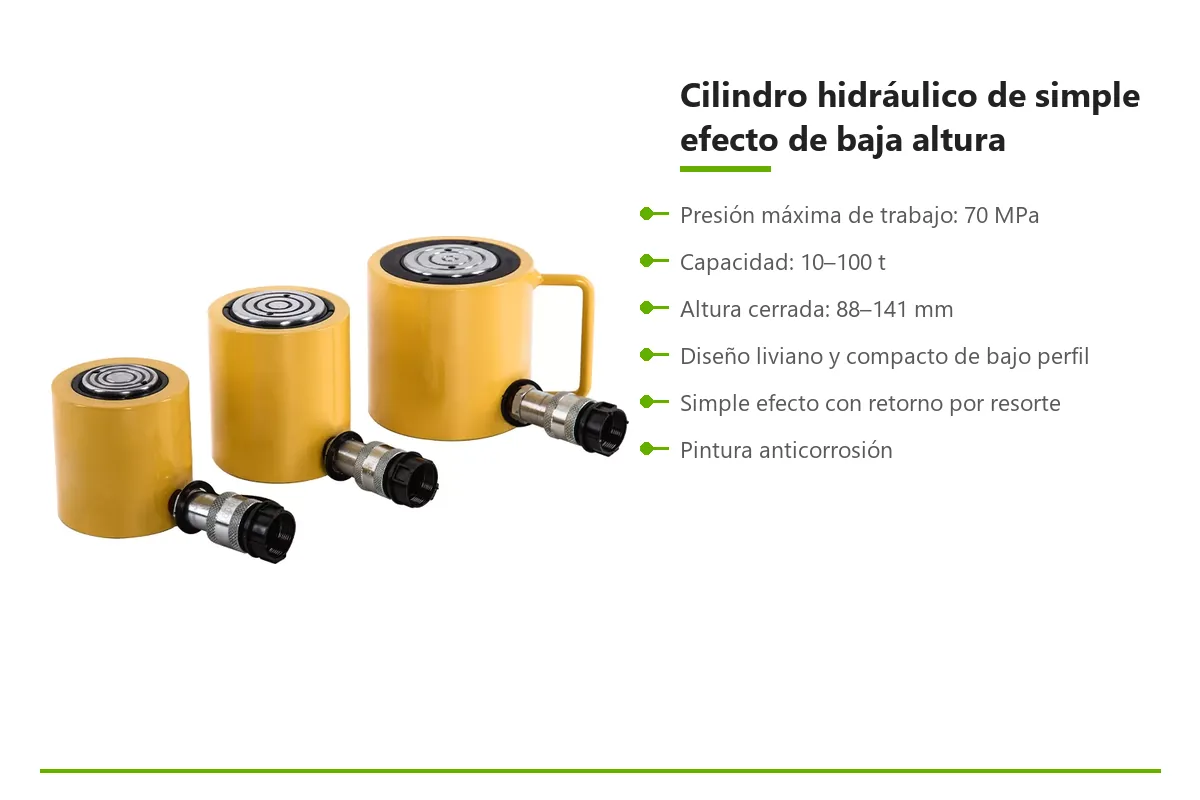 Cilindro hidráulico de simple
efecto de baja altura
Presión máxima de trabajo: 70 MPa
Capacidad: 10–100 t
Altura cerrada: 88–141 mm
Diseño liviano y compacto de bajo perfil
Simple efecto con retorno por resorte
Pintura anticorrosión